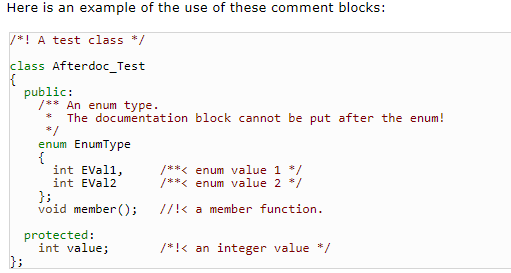 Here is an example of the use of these comment blocks:
/*! A test class */
class Afterdoc_Test
{
  public:
    /** An enum type.
     *  The documentation block cannot be put after the enum!
     */
    enum EnumType
    {
      int EVal1,     /**< enum value 1 */
      int EVal2      /**< enum value 2 */
    };
    void member();   //!< a member function.
  protected:
    int value;       /*!< an integer value */
};